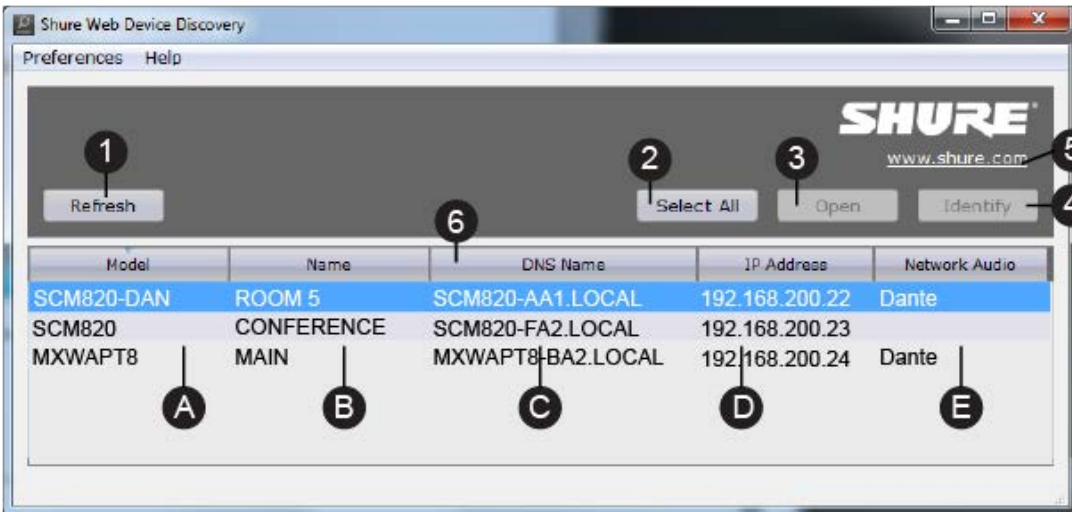 Shure Web Device Discovery
Preferences Help
SHURE
www.shure.com
1
2
3
5
Refresh
Select All
Open
Identify
4
6
Model Name DNS Name IP Address Network Audio
SCM820-DAN ROOM 5 SCM820-AA1.LOCAL 192.168.200.22 Dante
SCM820 CONFERENCE SCM820-FA2.LOCAL 192.168.200.23
MXWAPT8 MAIN MXWAPT8-BA2.LOCAL 192.168.200.24 Dante
A B C D E